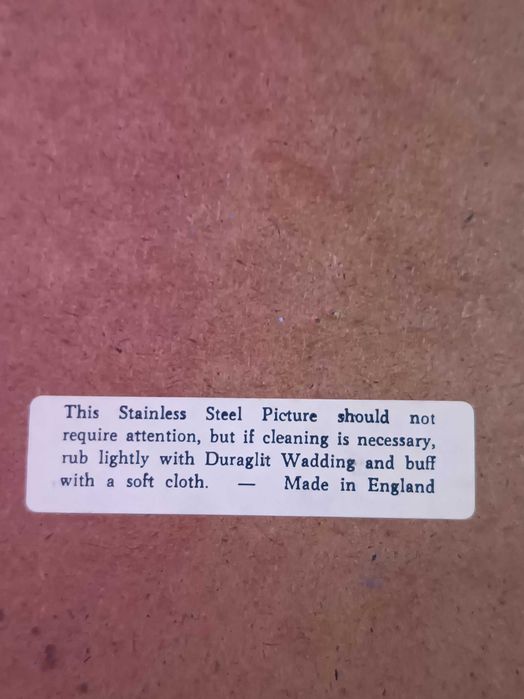 This Stainless Steel Picture should not
require attention, but if cleaning is necessary,
rub lightly with Duraglit Wadding and buff
with a soft cloth. — Made in England